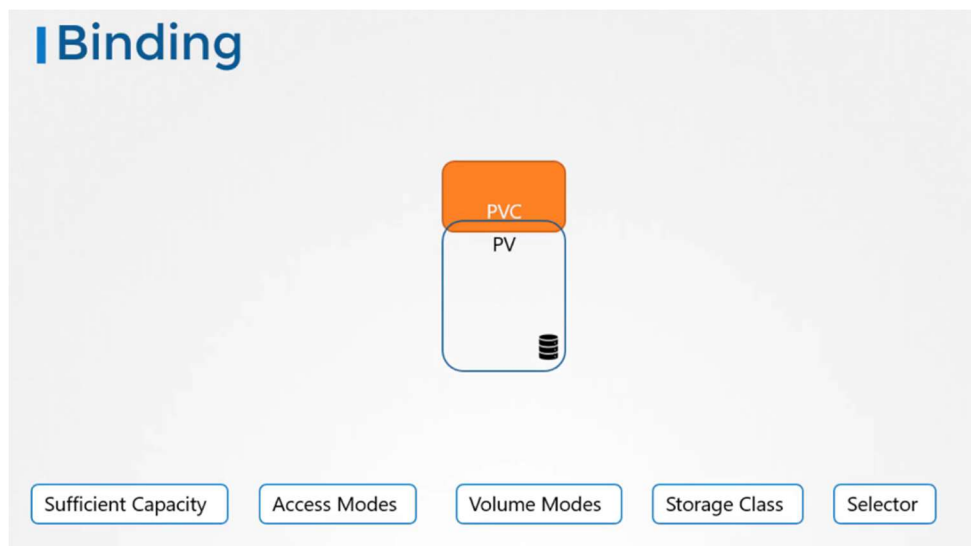 Binding
PVC
PV
Sufficient Capacity
Access Modes
Volume Modes
Storage Class
Selector